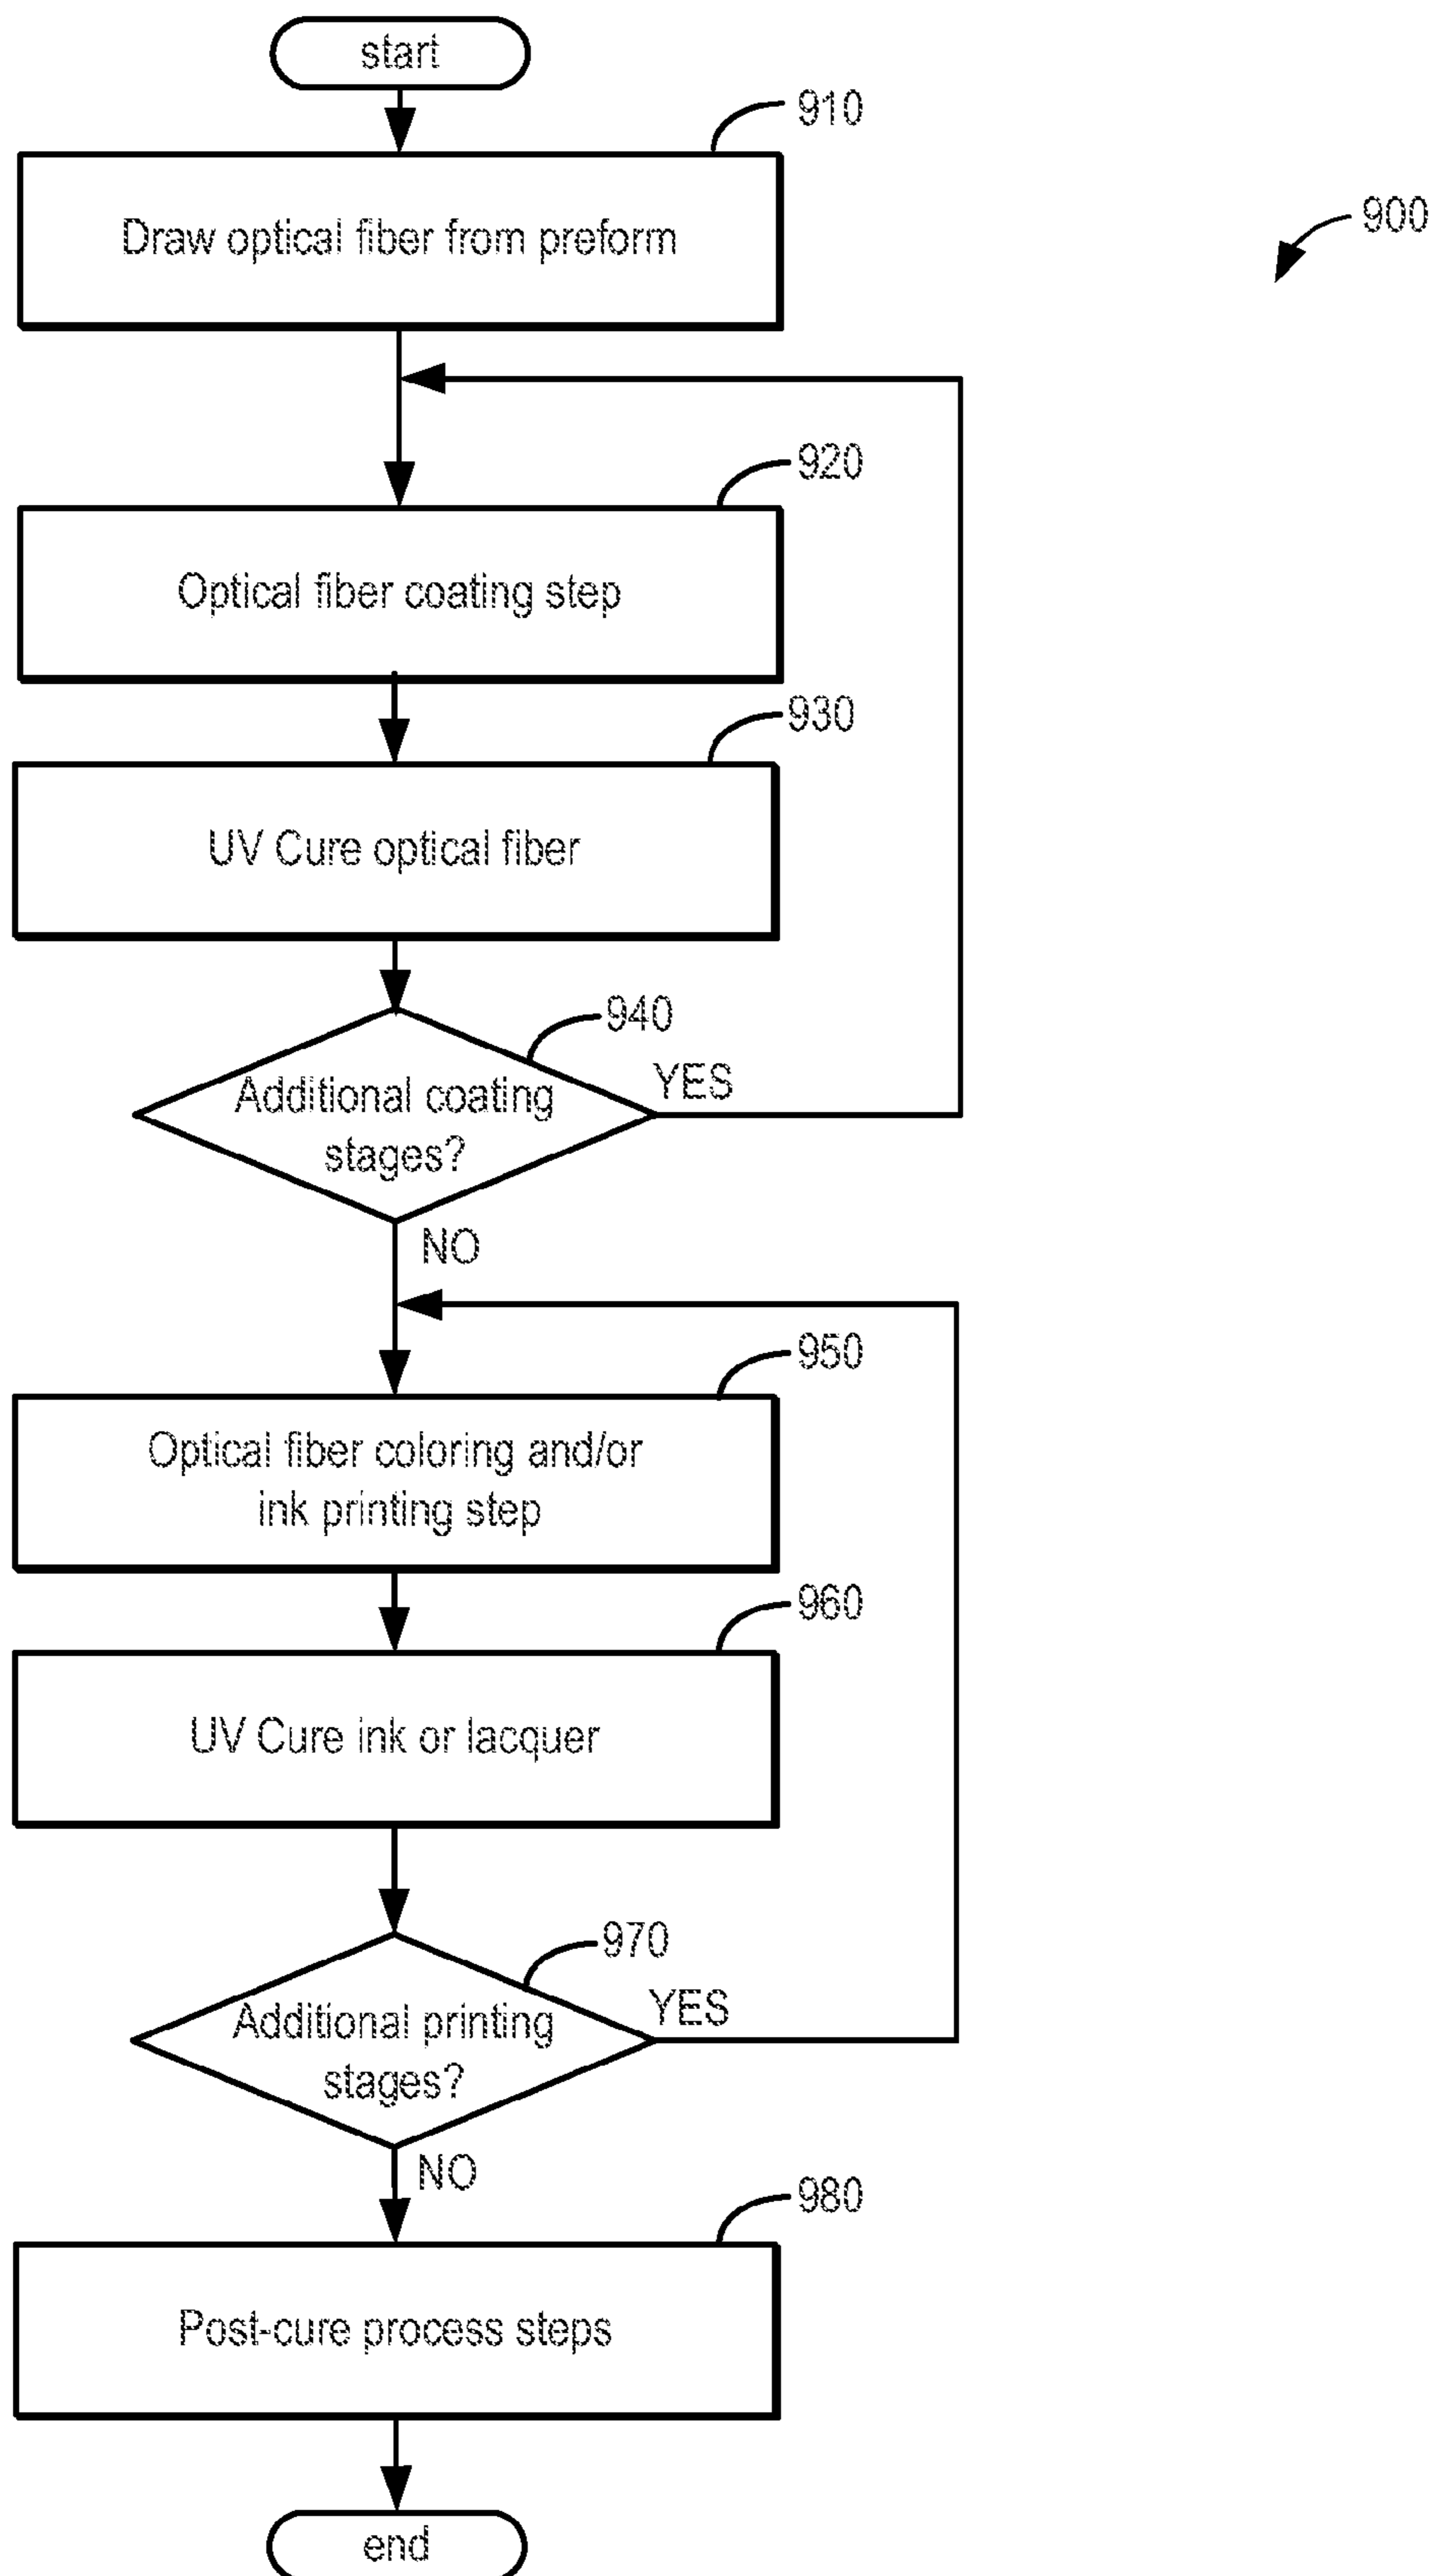 start
910
Draw optical fiber from preform
900
920
Optical fiber coating step
930
UV Cure optical fiber
940
Additional coating
stages?
YES
NO
950
Optical fiber coloring and/or
ink printing step
960
UV Cure ink or lacquer
970
Additional printing
stages?
YES
NO
980
Post-cure process steps
end